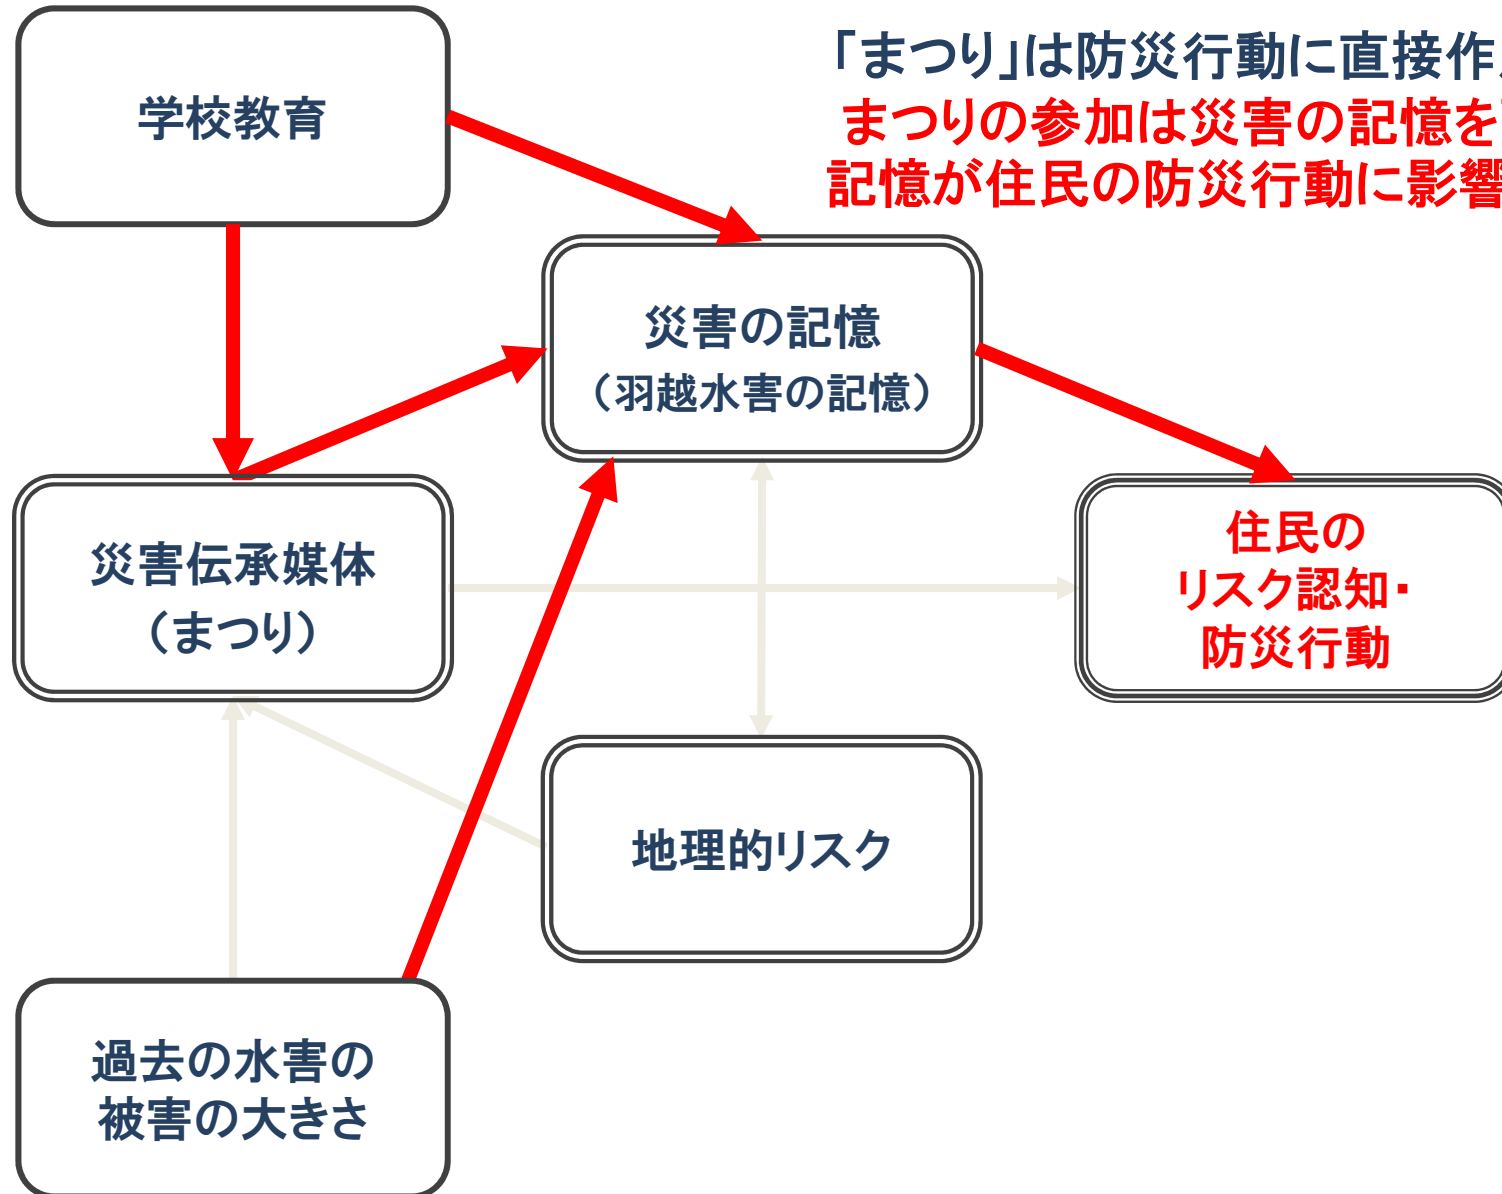 学校教育
「まつり」は防災行動に直接作
まつりの参加は災害の記憶を
記憶が住民の防災行動に影響
災害の記憶
（羽越水害の記憶）
災害伝承媒体
（まつり）
住民の
リスク認知・
防災行動
地理的リスク
過去の水害の
被害の大きさ